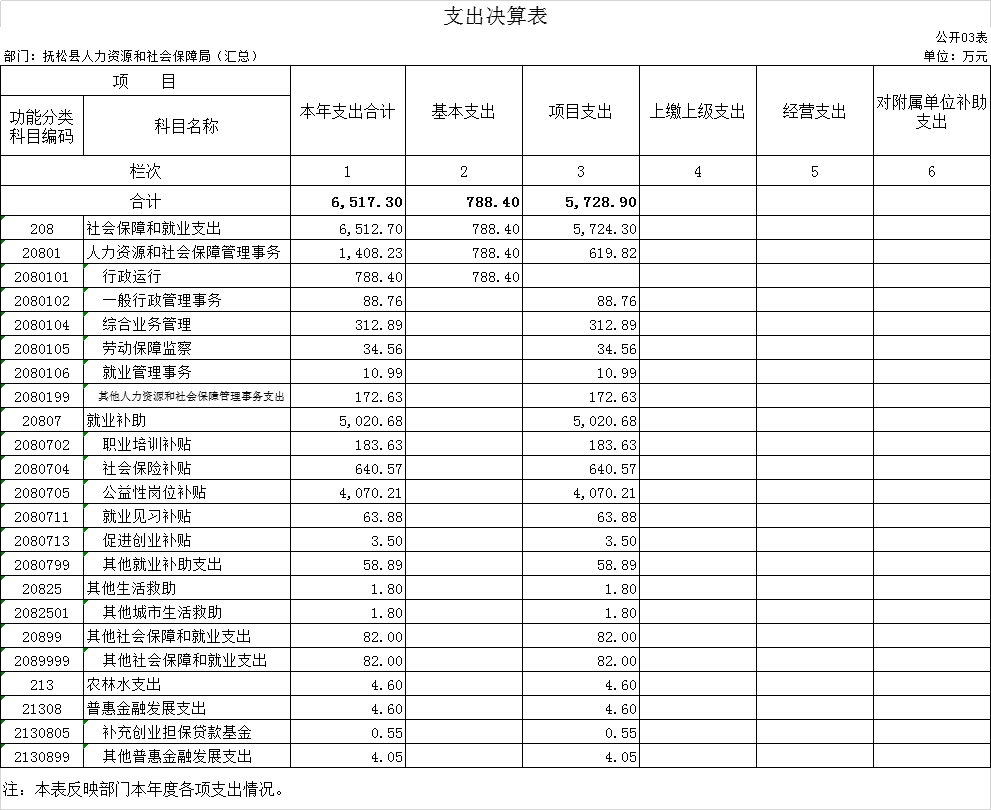 支出决算表
公开03表
部门：抚松县人力资源和社会保障局（汇总） 单位：万元
项　　目 本年支出合计 基本支出 项目支出 上缴上级支出 经营支出 对附属单位补助支出
功能分类科目编码 科目名称
栏次 1 2 3 4 5 6
合计 6,517.30 788.40 5,728.90
208 社会保障和就业支出 6,512.70 788.40 5,724.30
20801 人力资源和社会保障管理事务 1,408.23 788.40 619.82
2080101 行政运行 788.40 788.40
2080102 一般行政管理事务 88.76 88.76
2080104 综合业务管理 312.89 312.89
2080105 劳动保障监察 34.56 34.56
2080106 就业管理事务 10.99 10.99
2080199 其他人力资源和社会保障管理事务支出 172.63 172.63
20807 就业补助 5,020.68 5,020.68
2080702 职业培训补贴 183.63 183.63
2080704 社会保险补贴 640.57 640.57
2080705 公益性岗位补贴 4,070.21 4,070.21
2080711 就业见习补贴 63.88 63.88
2080713 促进创业补贴 3.50 3.50
2080799 其他就业补助支出 58.89 58.89
20825 其他生活救助 1.80 1.80
2082501 其他城市生活救助 1.80 1.80
20899 其他社会保障和就业支出 82.00 82.00
2089999 其他社会保障和就业支出 82.00 82.00
213 农林水支出 4.60 4.60
21308 普惠金融发展支出 4.60 4.60
2130805 补充创业担保贷款基金 0.55 0.55
2130899 其他普惠金融发展支出 4.05 4.05
注：本表反映部门本年度各项支出情况。